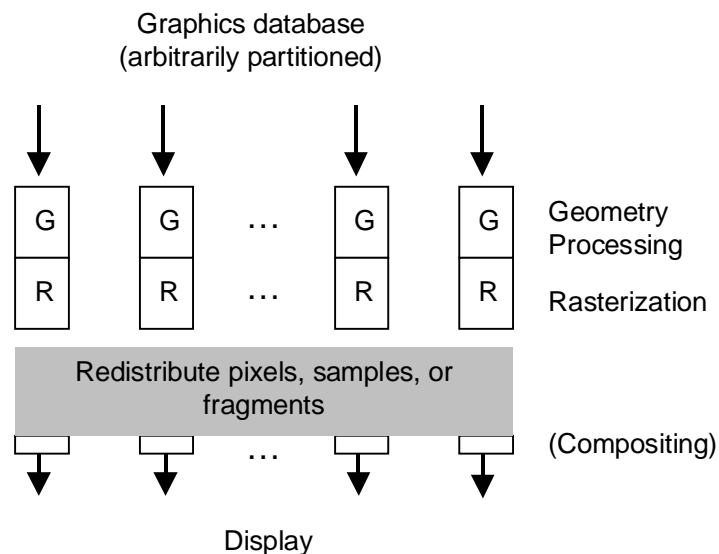 Graphics database
(arbitrarily partitioned)
G G ... G G
Geometry
Processing
R R ... R R
Rasterization
Redistribute pixels, samples, or
fragments
... (Compositing)
Display